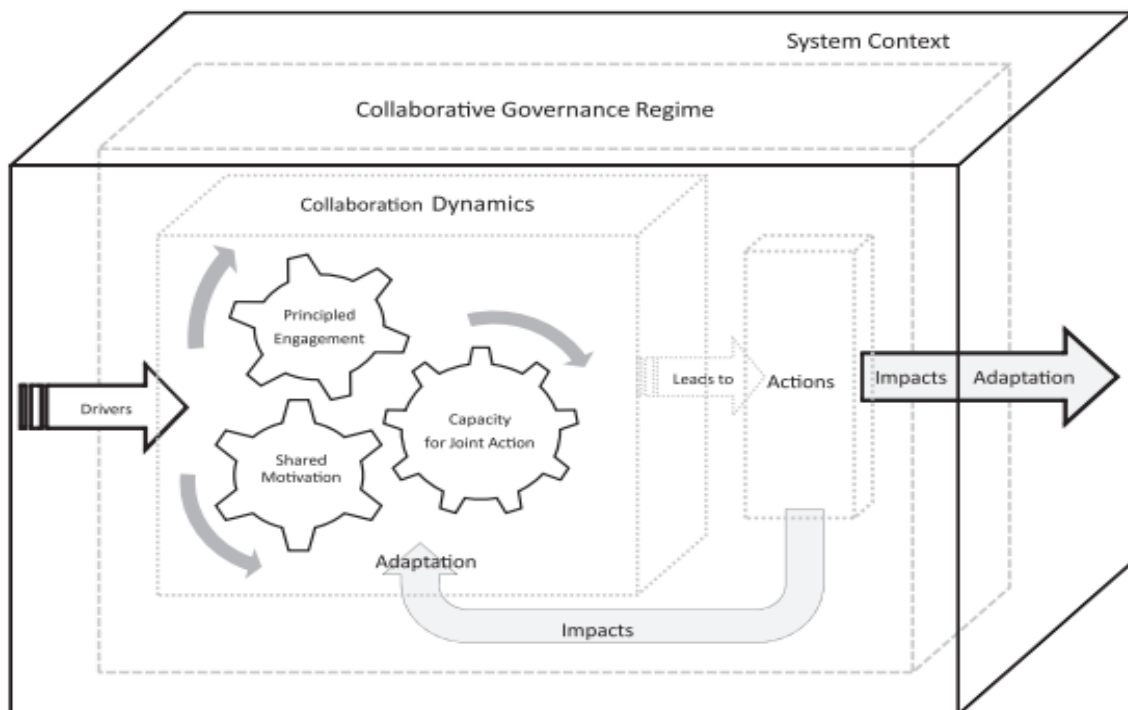 System Context
Collaborative Governance Regime
Collaboration Dynamics
Principled
Engagement
Drivers
Capacity
for Joint Action
Shared
Motivation
Leads to
Actions
Impacts
Adaptation
Adaptation
Impacts